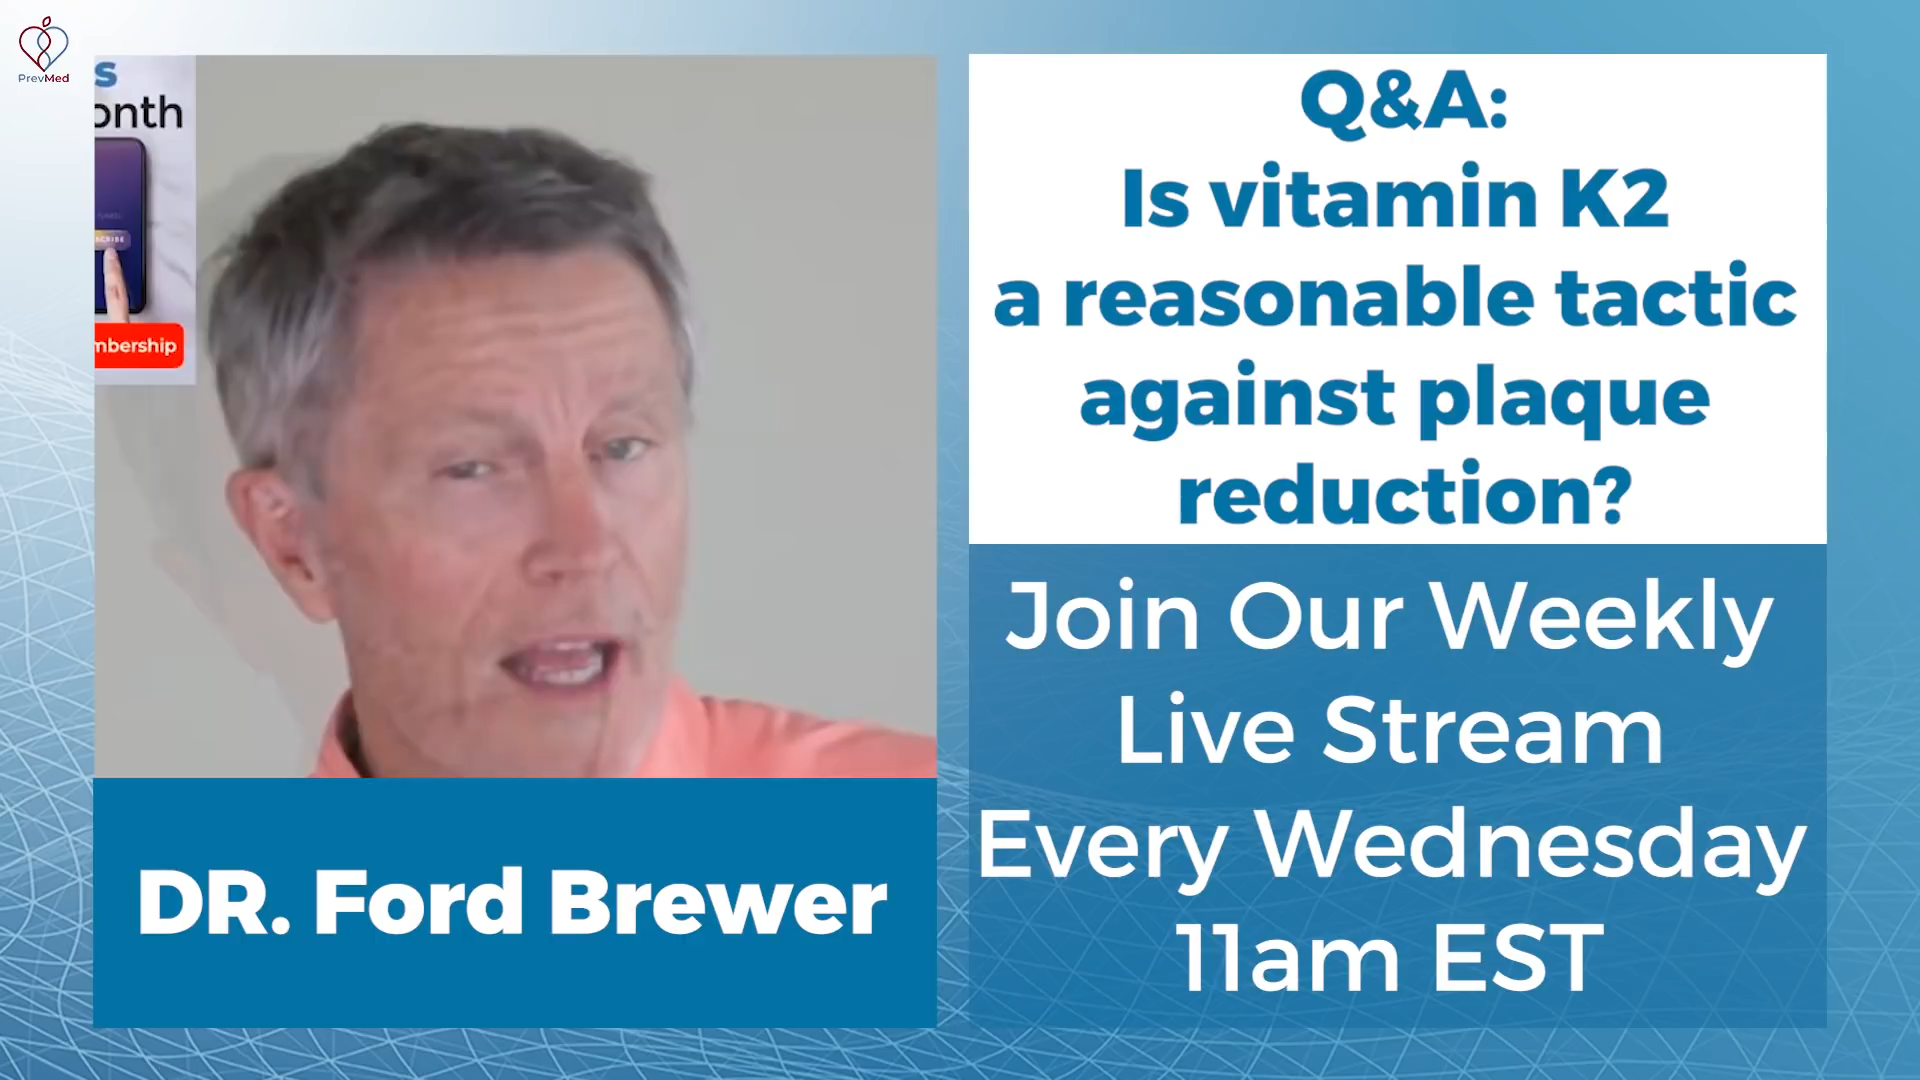 PrevMed
s
onth
mbership
Q&A:
Is vitamin K2
a reasonable tactic
against plaque
reduction?
Join Our Weekly
Live Stream
Every Wednesday
11am EST
DR. Ford Brewer